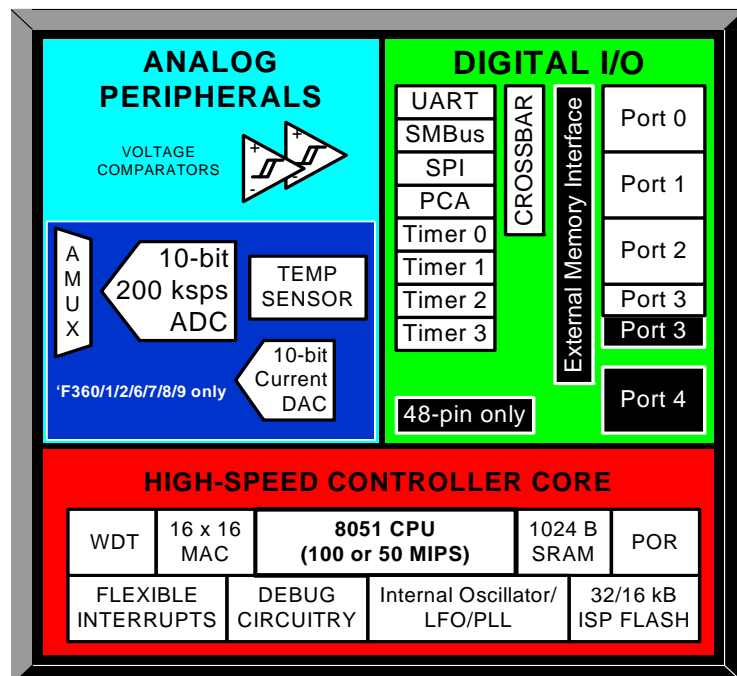 ANALOG
PERIPHERALS
VOLTAGE
COMPARATORS
+
-
+
-
A
M
U
X
10-bit
200 ksps
ADC
TEMP
SENSOR
10-bit
Current
DAC
‘F360/1/2/6/7/8/9 only
DIGITAL I/O
UART
SMBus
SPI
PCA
Timer 0
Timer 1
Timer 2
Timer 3
CROSSBAR
External Memory Interface
Port 0
Port 1
Port 2
Port 3
Port 3
Port 4
48-pin only
HIGH-SPEED CONTROLLER CORE
WDT
16 x 16
MAC
8051 CPU
(100 or 50 MIPS)
1024 B
SRAM
POR
FLEXIBLE
INTERRUPTS
DEBUG
CIRCUITRY
Internal Oscillator/
LFO/PLL
32/16 kB
ISP FLASH